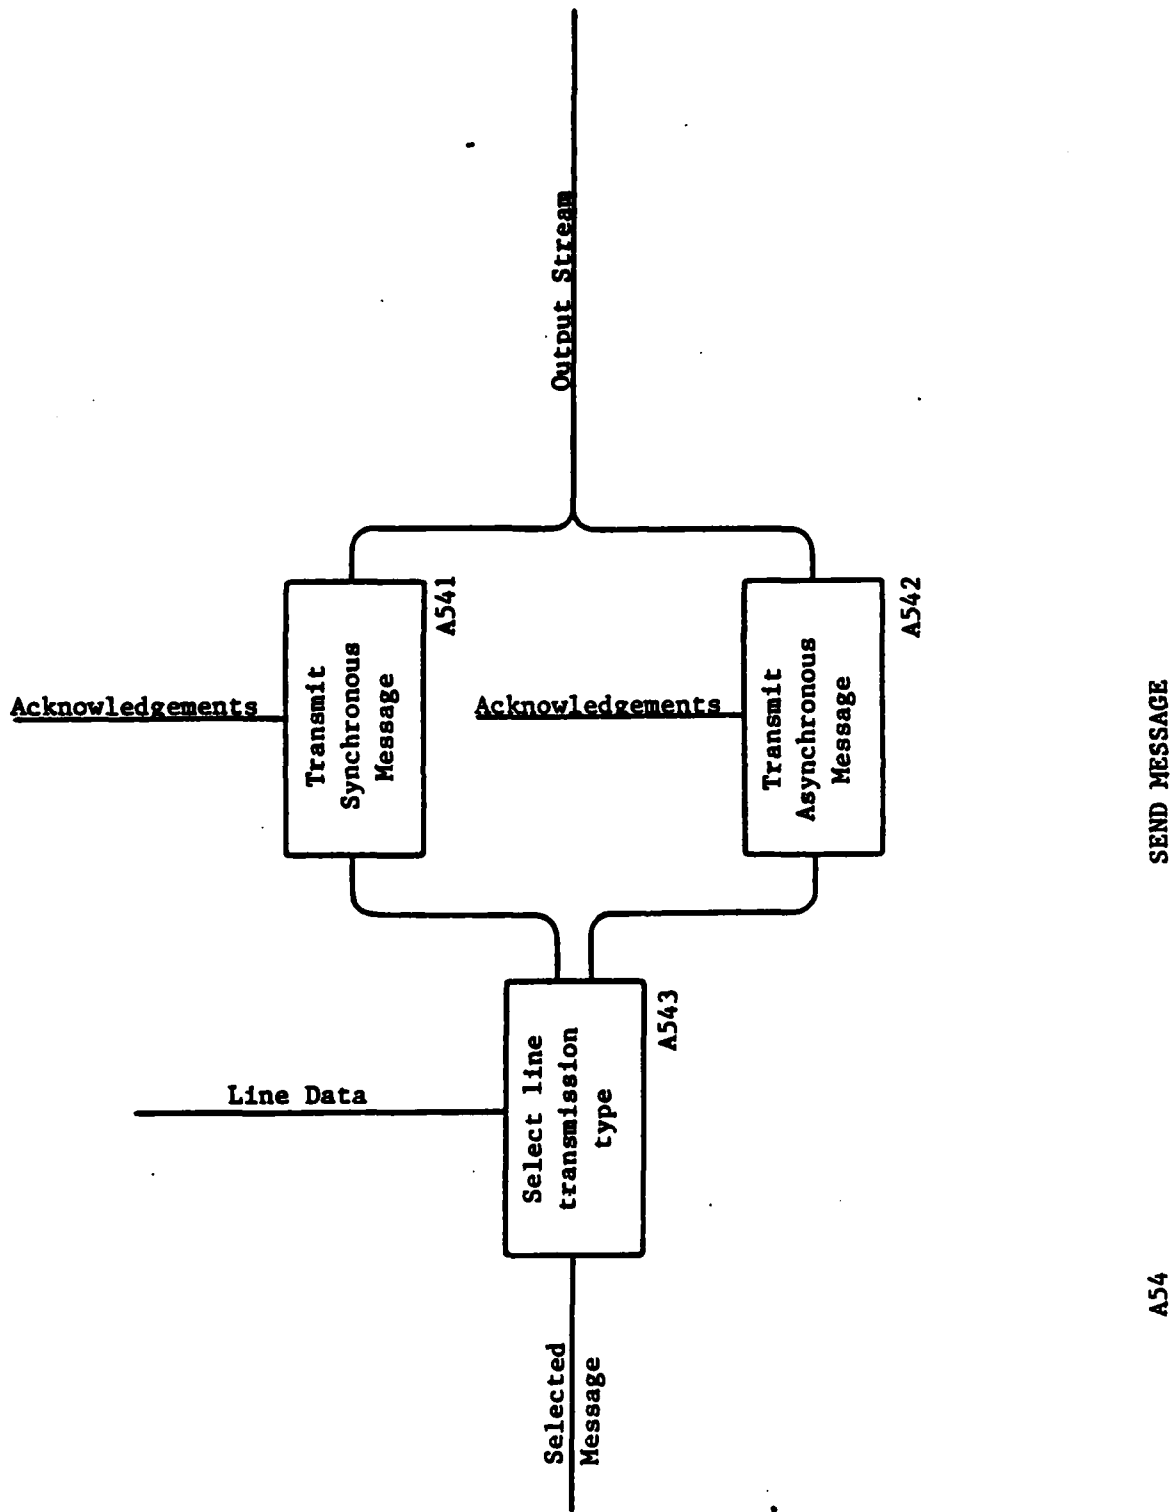 Acknowledgements
Transmit
Synchronous
Message
A541
Line Data
Acknowledgements
Selected
Message
Select line
transmission
type
A543
Output Stream
Transmit
Asynchronous
Message
A542
A54
SEND MESSAGE